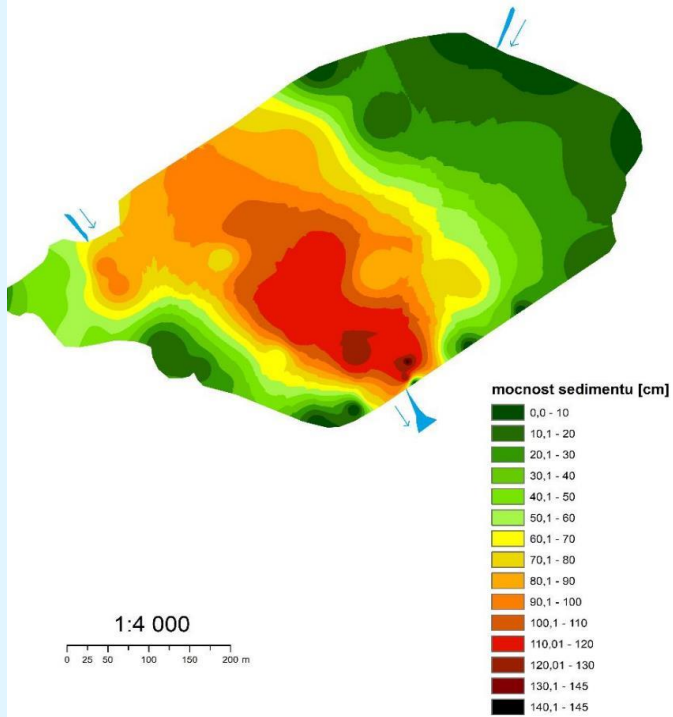 mocnost sedimentu [cm]
0,0 - 10
10,1 - 20
20,1 - 30
30,1 - 40
40,1 - 50
50,1 - 60
60,1 - 70
70,1 - 80
80,1 - 90
90,1 - 100
100,1 - 110
110,01 - 120
120,01 - 130
130,1 - 145
140,1 - 145
1:4 000
0 25 50 100 150 200 m